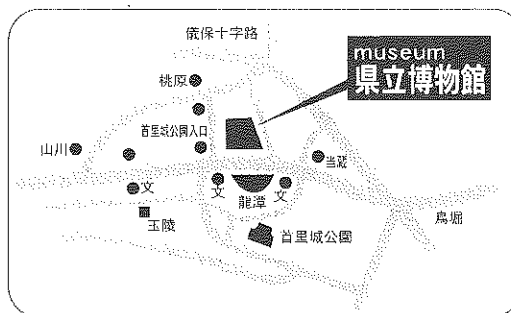 儀保十字路
museum
県立博物館
桃原
首里城公園入口
山川
当蔵
文
文
文
龍潭
玉陵
鳥堀
首里城公園